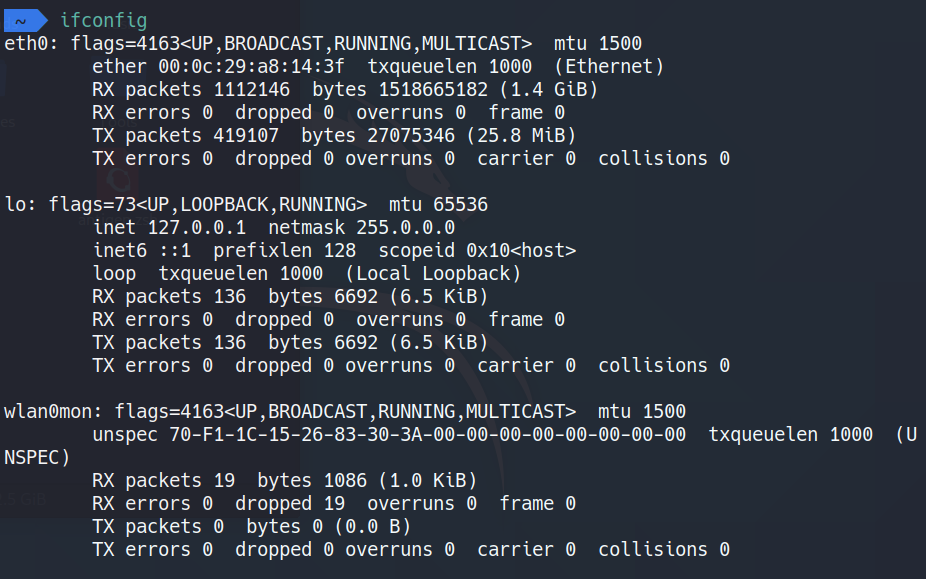 ~ ifconfig
eth0: flags=4163<UP,BROADCAST,RUNNING,MULTICAST>  mtu 1500
        ether 00:0c:29:a8:14:3f  txqueuelen 1000  (Ethernet)
        RX packets 1112146  bytes 1518665182 (1.4 GiB)
        RX errors 0  dropped 0  overruns 0  frame 0
        TX packets 419107  bytes 27075346 (25.8 MiB)
        TX errors 0  dropped 0 overruns 0  carrier 0  collisions 0

lo: flags=73<UP,LOOPBACK,RUNNING>  mtu 65536
        inet 127.0.0.1  netmask 255.0.0.0
        inet6 ::1  prefixlen 128  scopeid 0x10<host>
        loop  txqueuelen 1000  (Local Loopback)
        RX packets 136  bytes 6692 (6.5 KiB)
        RX errors 0  dropped 0  overruns 0  frame 0
        TX packets 136  bytes 6692 (6.5 KiB)
        TX errors 0  dropped 0 overruns 0  carrier 0  collisions 0

wlan0mon: flags=4163<UP,BROADCAST,RUNNING,MULTICAST>  mtu 1500
        unspec 70-F1-1C-15-26-83-30-3A-00-00-00-00-00-00-00-00  txqueuelen 1000  (U
NSPEC)
        RX packets 19  bytes 1086 (1.0 KiB)
        RX errors 0  dropped 19  overruns 0  frame 0
        TX packets 0  bytes 0 (0.0 B)
        TX errors 0  dropped 0 overruns 0  carrier 0  collisions 0